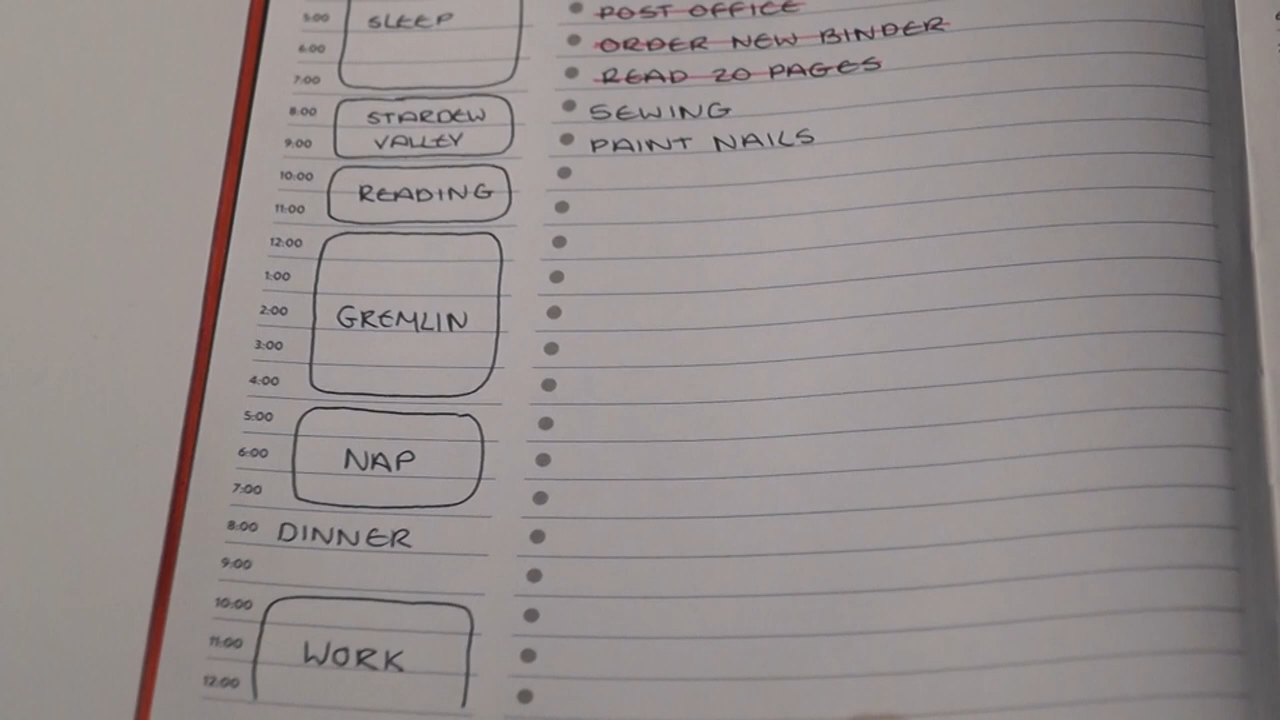 5:00
SLEEP
6:00
7:00
8:00
STARDEW
9:00
VALLEY
10:00
READING
11:00
12:00
1:00
2:00
GREMLIN
3:00
4:00
5:00
6:00
NAP
7:00
8:00 DINNER
9:00
10:00
11:00
WORK
12:00
POST OFFICE
ORDER NEW BINDER
READ 20 PAGES
SEWING
PAINT NAILS